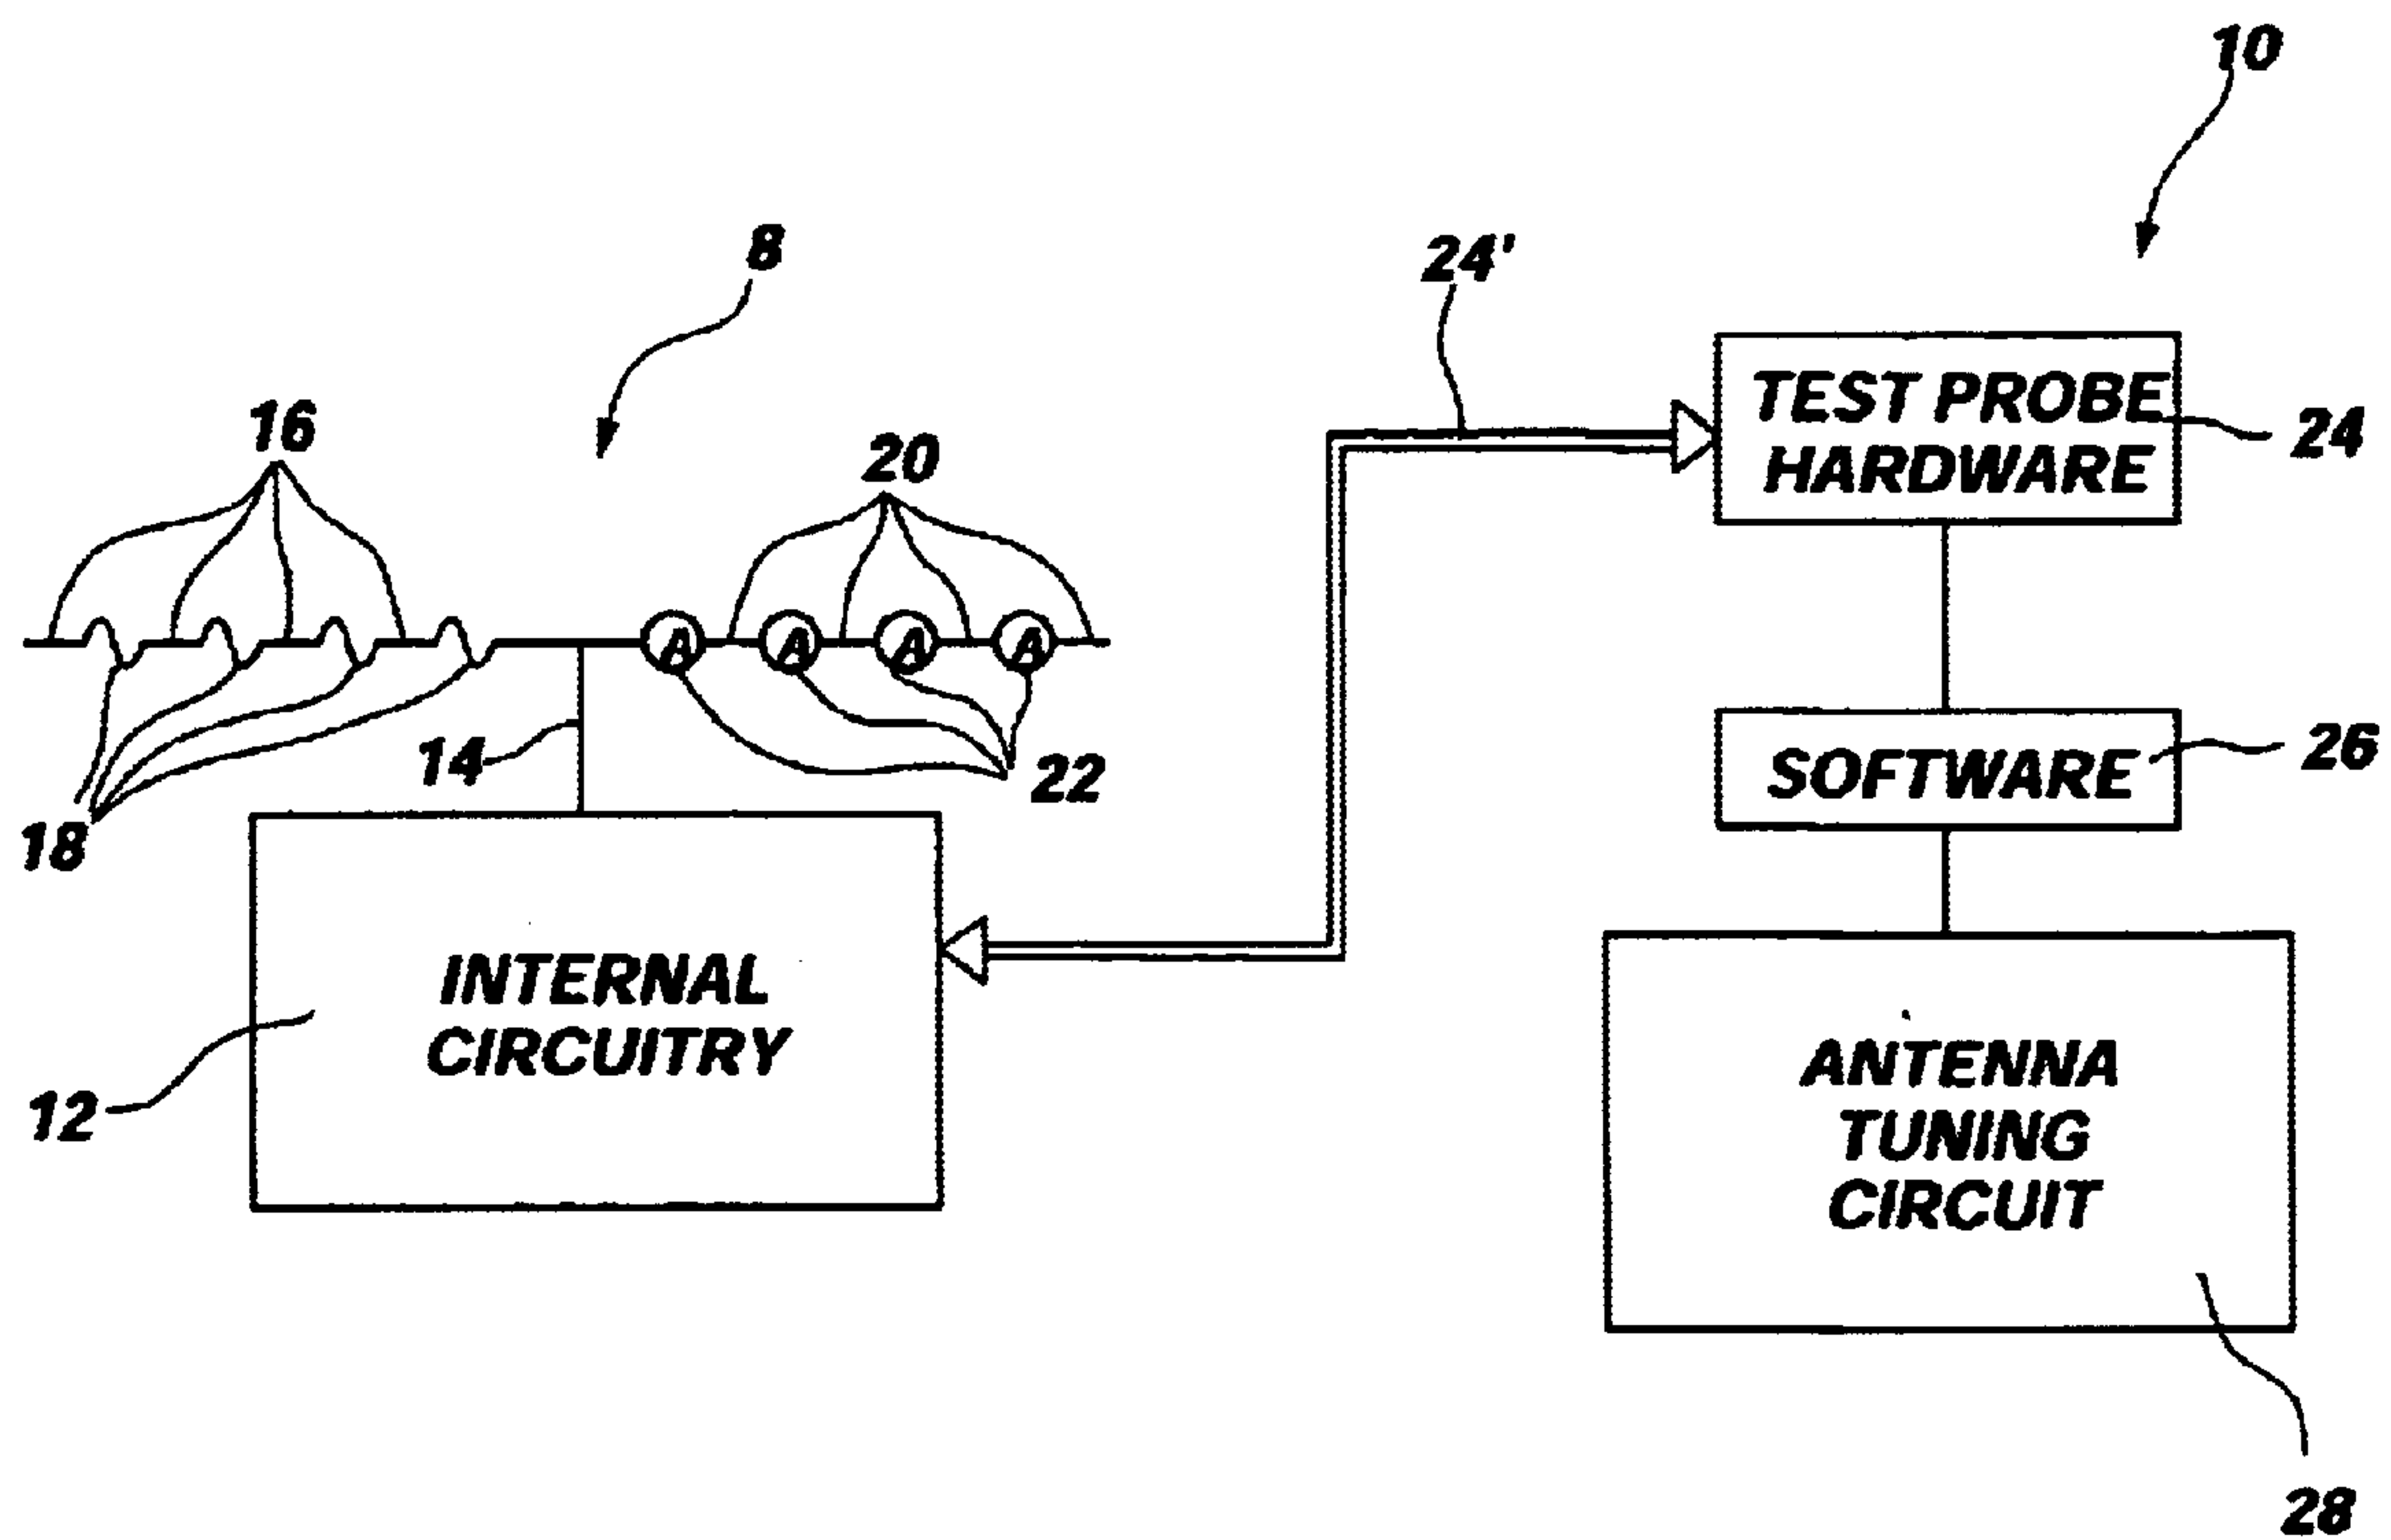 10
8
24'
16
20
TEST PROBE
HARDWARE
24
A A A A
14
22
SOFTWARE
26
18
INTERNAL
CIRCUITRY
12
ANTENNA
TUNING
CIRCUIT
28